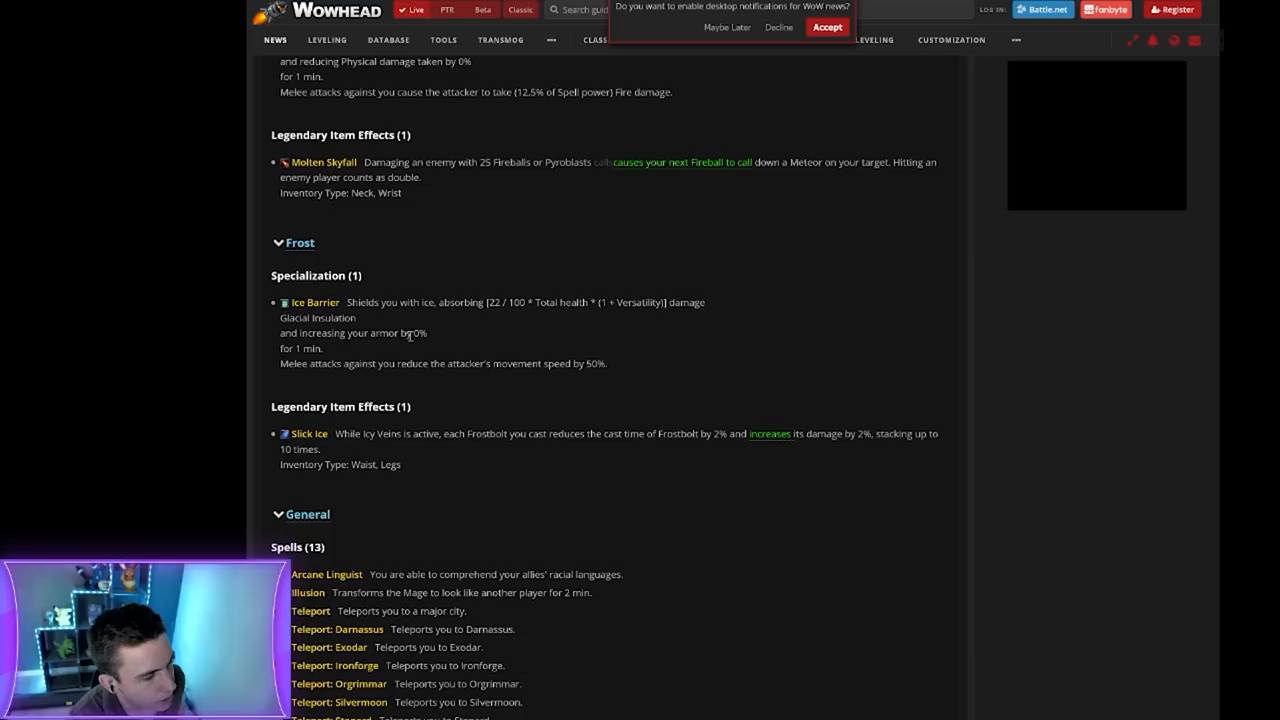 WOWHEAD
Live
PTR
Beta
Classic
Search guid
Do you want to enable desktop notifications for WoW news?
Maybe Later
Decline
Accept
LOG IN:
Battle.net
fanbyte
Register
NEWS
LEVELING
DATABASE
TOOLS
TRANSMOG
CLASS
LEVELING
CUSTOMIZATION
and reducing Physical damage taken by 0%
for 1 min.
Melee attacks against you cause the attacker to take (12.5% of Spell power) Fire damage.
Legendary Item Effects (1)
Molten Skyfall Damaging an enemy with 25 Fireballs or Pyroblasts calls causes your next Fireball to call down a Meteor on your target. Hitting an
enemy player counts as double.
Inventory Type: Neck, Wrist
Frost
Specialization (1)
Ice Barrier Shields you with ice, absorbing [22 / 100 * Total health * (1 + Versatility)] damage
Glacial Insulation
and increasing your armor by 0%
for 1 min.
Melee attacks against you reduce the attacker's movement speed by 50%.
Legendary Item Effects (1)
Slick Ice While Icy Veins is active, each Frostbolt you cast reduces the cast time of Frostbolt by 2% and increases its damage by 2%, stacking up to
10 times.
Inventory Type: Waist, Legs
General
Spells (13)
Arcane Linguist You are able to comprehend your allies' racial languages.
Illusion Transforms the Mage to look like another player for 2 min.
Teleport Teleports you to a major city.
Teleport: Darnassus Teleports you to Darnassus.
Teleport: Exodar Teleports you to Exodar.
Teleport: Ironforge Teleports you to Ironforge.
Teleport: Orgrimmar Teleports you to Orgrimmar.
Teleport: Silvermoon Teleports you to Silvermoon.